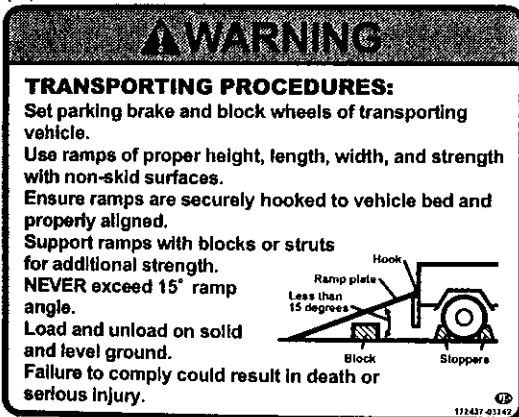 WARNING
TRANSPORTING PROCEDURES:
Set parking brake and block wheels of transporting
vehicle.
Use ramps of proper height, length, width, and strength
with non-skid surfaces.
Ensure ramps are securely hooked to vehicle bed and
properly aligned.
Support ramps with blocks or struts
for additional strength.
NEVER exceed 15° ramp
angle.
Load and unload on solid
and level ground.
Failure to comply could result in death or
serious injury.
Hook
Ramp plate
Less than
15 degrees
Block
Stoppers
172437-03242